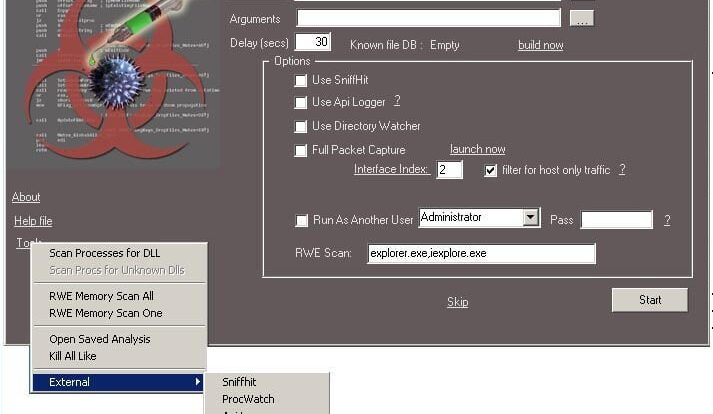 Arguments
...
Delay (secs) 30 Known file DB : Empty build now
Options
Use SniffHit
Use Api Logger ?
Use Directory Watcher
Full Packet Capture launch now
Interface Index: 2 filter for host only traffic ?
Run As Another User Administrator Pass ?
RWE Scan: explorer.exe,iexplore.exe
Skip
Start
About
Help file
Tools
Scan Processes for DLL
Scan Procs for Unknown Dlls
RWE Memory Scan All
RWE Memory Scan One
Open Saved Analysis
Kill All Like
External
Sniffhit
ProcWatch